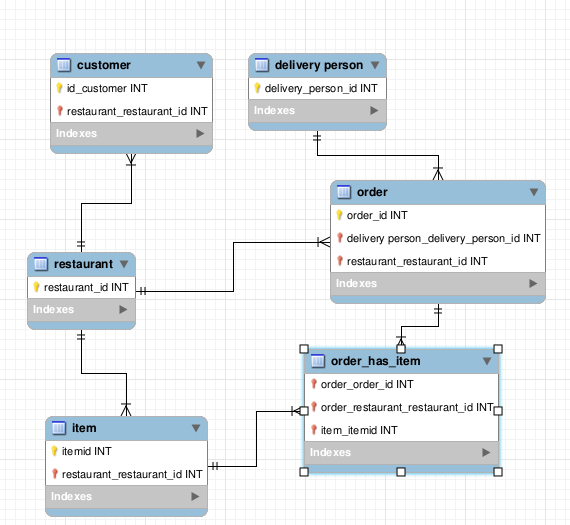 customer
id_customer INT
restaurant_restaurant_id INT
Indexes
delivery person
delivery_person_id INT
Indexes
order
order_id INT
delivery person_delivery_person_id INT
restaurant_restaurant_id INT
Indexes
restaurant
restaurant_id INT
Indexes
order_has_item
order_order_id INT
order_restaurant_restaurant_id INT
item_itemid INT
Indexes
item
itemid INT
restaurant_restaurant_id INT
Indexes